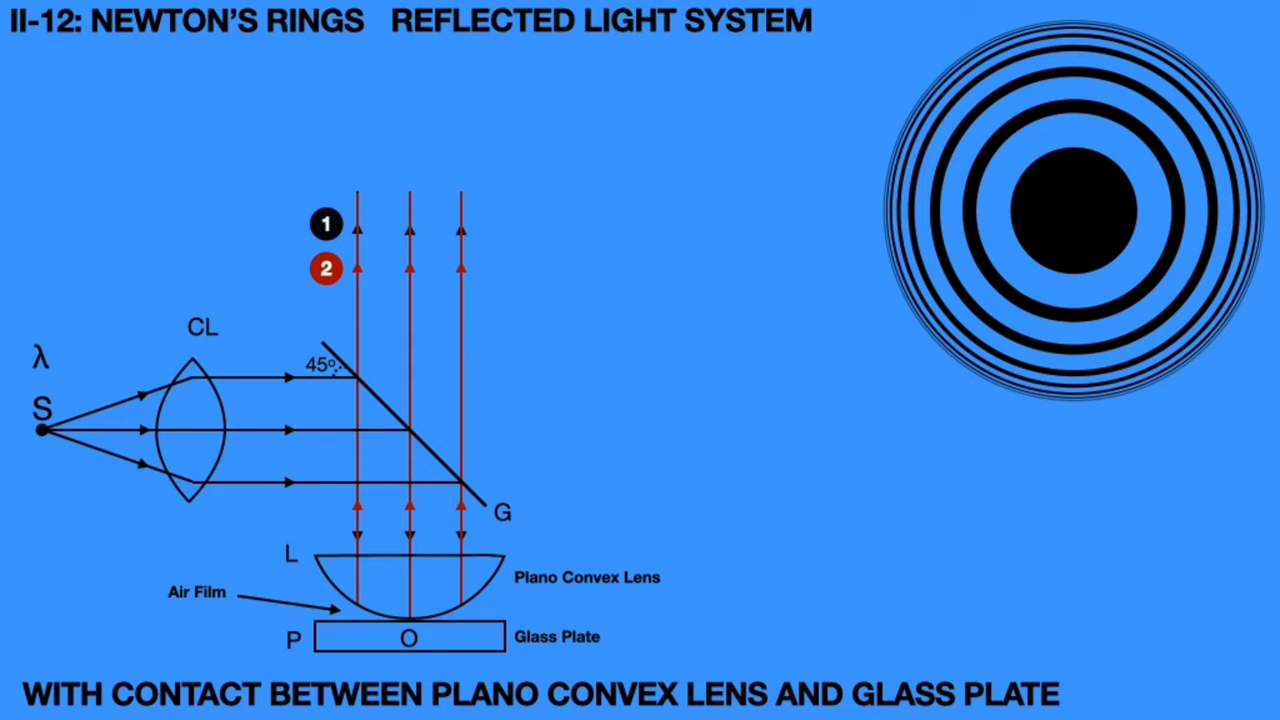 II-12: NEWTON'S RINGS REFLECTED LIGHT SYSTEM
1
2
CL
λ
45º
S
G
L
Plano Convex Lens
Air Film
P
O
Glass Plate
WITH CONTACT BETWEEN PLANO CONVEX LENS AND GLASS PLATE